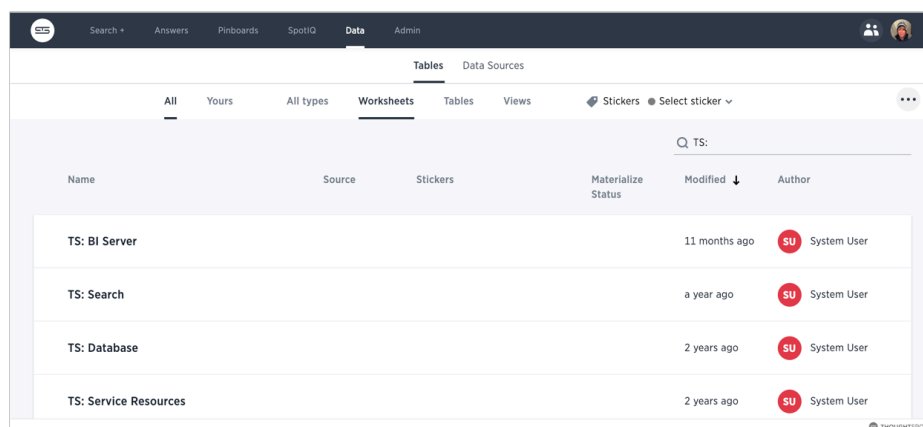 STS Search + Answers Pinboards SpotIQ Data Admin
Tables Data Sources
All Yours All types Worksheets Tables Views Stickers Select sticker
TS:
Name Source Stickers Materialize Status Modified Author
TS: BI Server 11 months ago SU System User
TS: Search a year ago SU System User
TS: Database 2 years ago SU System User
TS: Service Resources 2 years ago SU System User